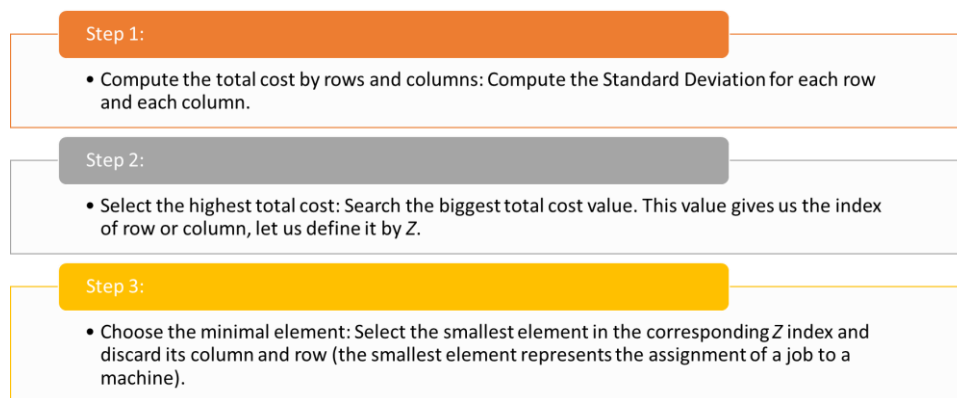 Step 1:
• Compute the total cost by rows and columns: Compute the Standard Deviation for each row
and each column.
Step 2:
• Select the highest total cost: Search the biggest total cost value. This value gives us the index
of row or column, let us define it by Z.
Step 3:
• Choose the minimal element: Select the smallest element in the corresponding Z index and
discard its column and row (the smallest element represents the assignment of a job to a
machine).